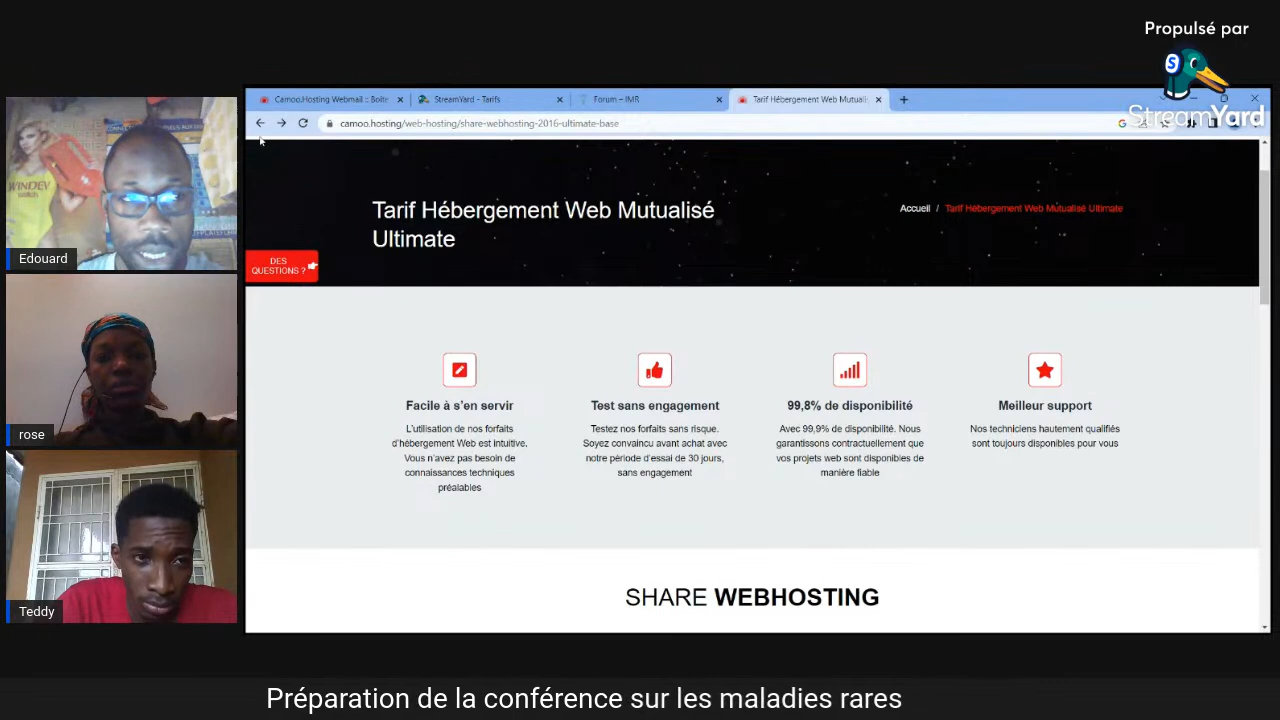 Propulsé par
StreamYard
Camoo.Hosting Webmail :: Boîte
StreamYard - Tarifs
Forum – IMR
Tarif Hébergement Web Mutuali
camoo.hosting/web-hosting/share-webhosting-2016-ultimate-base
WINDEV
Edouard
rose
Teddy
Tarif Hébergement Web Mutualisé
Ultimate
Accueil / Tarif Hébergement Web Mutualisé Ultimate
DES
QUESTIONS ?
Facile à s'en servir
L'utilisation de nos forfaits
d'hébergement Web est intuitive.
Vous n'avez pas besoin de
connaissances techniques
préalables
Test sans engagement
Testez nos forfaits sans risque.
Soyez convaincu avant achat avec
notre période d'essai de 30 jours,
sans engagement
99,8% de disponibilité
Avec 99,9% de disponibilité. Nous
garantissons contractuellement que
vos projets web sont disponibles de
manière fiable
Meilleur support
Nos techniciens hautement qualifiés
sont toujours disponibles pour vous
SHARE WEBHOSTING
Préparation de la conférence sur les maladies rares